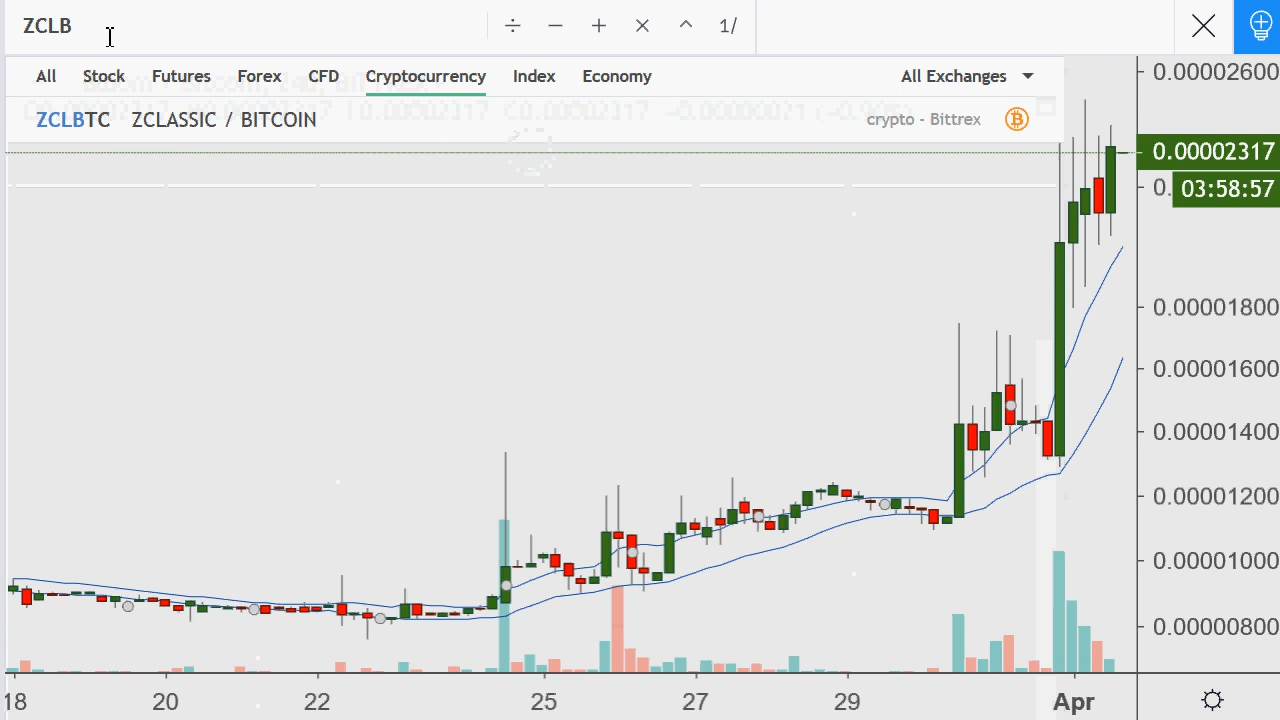 ZCLB ÷ − + × ^ 1/
All Stock Futures Forex CFD Cryptocurrency Index Economy All Exchanges
ZCLBTC ZCLASSIC / BITCOIN crypto - Bittrex
0.00002600
0.00002317
0. 03:58:57
0.00001800
0.00001600
0.00001400
0.00001200
0.00001000
0.00000800
18 20 22 25 27 29 Apr